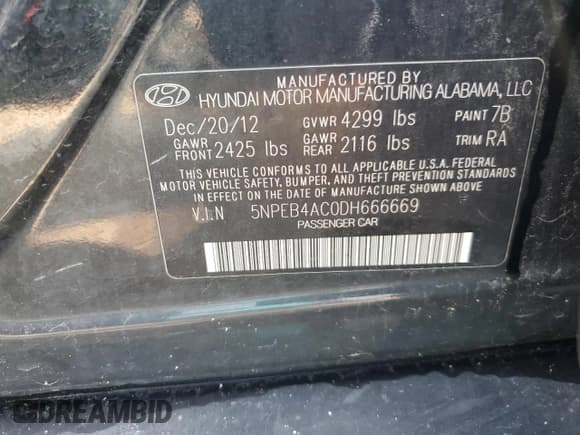 MANUFACTURED BY
HYUNDAI MOTOR MANUFACTURING ALABAMA, LLC
Dec/20/12 GVWR 4299 lbs PAINT 7B
GAWR FRONT 2425 lbs GAWR REAR 2116 lbs TRIM RA
THIS VEHICLE CONFORMS TO ALL APPLICABLE U.S.A. FEDERAL
MOTOR VEHICLE SAFETY, BUMPER, AND THEFT PREVENTION STANDARDS
IN EFFECT ON THE DATE OF MANUFACTURE SHOWN ABOVE
V.I.N 5NPEB4AC0DH666669
PASSENGER CAR
DREAMBID